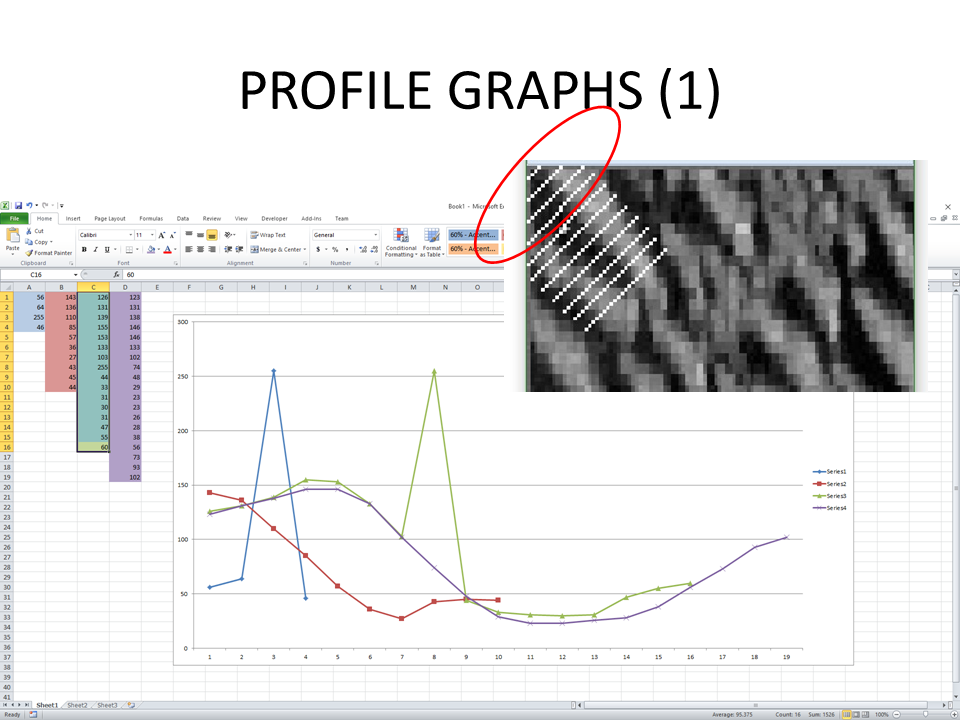 PROFILE GRAPHS (1)
Book1 - Microsoft
File Home Insert Page Layout Formulas Data Review View Developer Add-Ins Team
Paste
Cut
Copy
Format Painter
Clipboard
Calibri 11
B I U
Font
Wrap Text
Merge & Center
Alignment
General
$ %
Number
Conditional Formatting
Format as Table
60% - Accent...
60% - Accent...
C16 fx 60
A B C D E F G H I J K L M N O
1 56 143 126 123
2 64 136 131 131
3 255 110 139 138
4 46 85 155 146
5 57 153 146
6 36 133 133
7 27 103 102
8 43 255 74
9 45 44 48
10 44 33 29
11 31 23
12 30 23
13 31 26
14 47 28
15 55 38
16 60 56
17 73
18 93
19 102
20
21
22
23
24
25
26
27
28
29
30
31
32
33
34
35
36
37
38
39
40
41
300
250
200
150
100
50
0
1 2 3 4 5 6 7 8 9 10 11 12 13 14 15 16 17 18 19
Series1
Series2
Series3
Series4
Sheet1 Sheet2 Sheet3
Ready Average: 95.375 Count: 16 Sum: 1526 100%